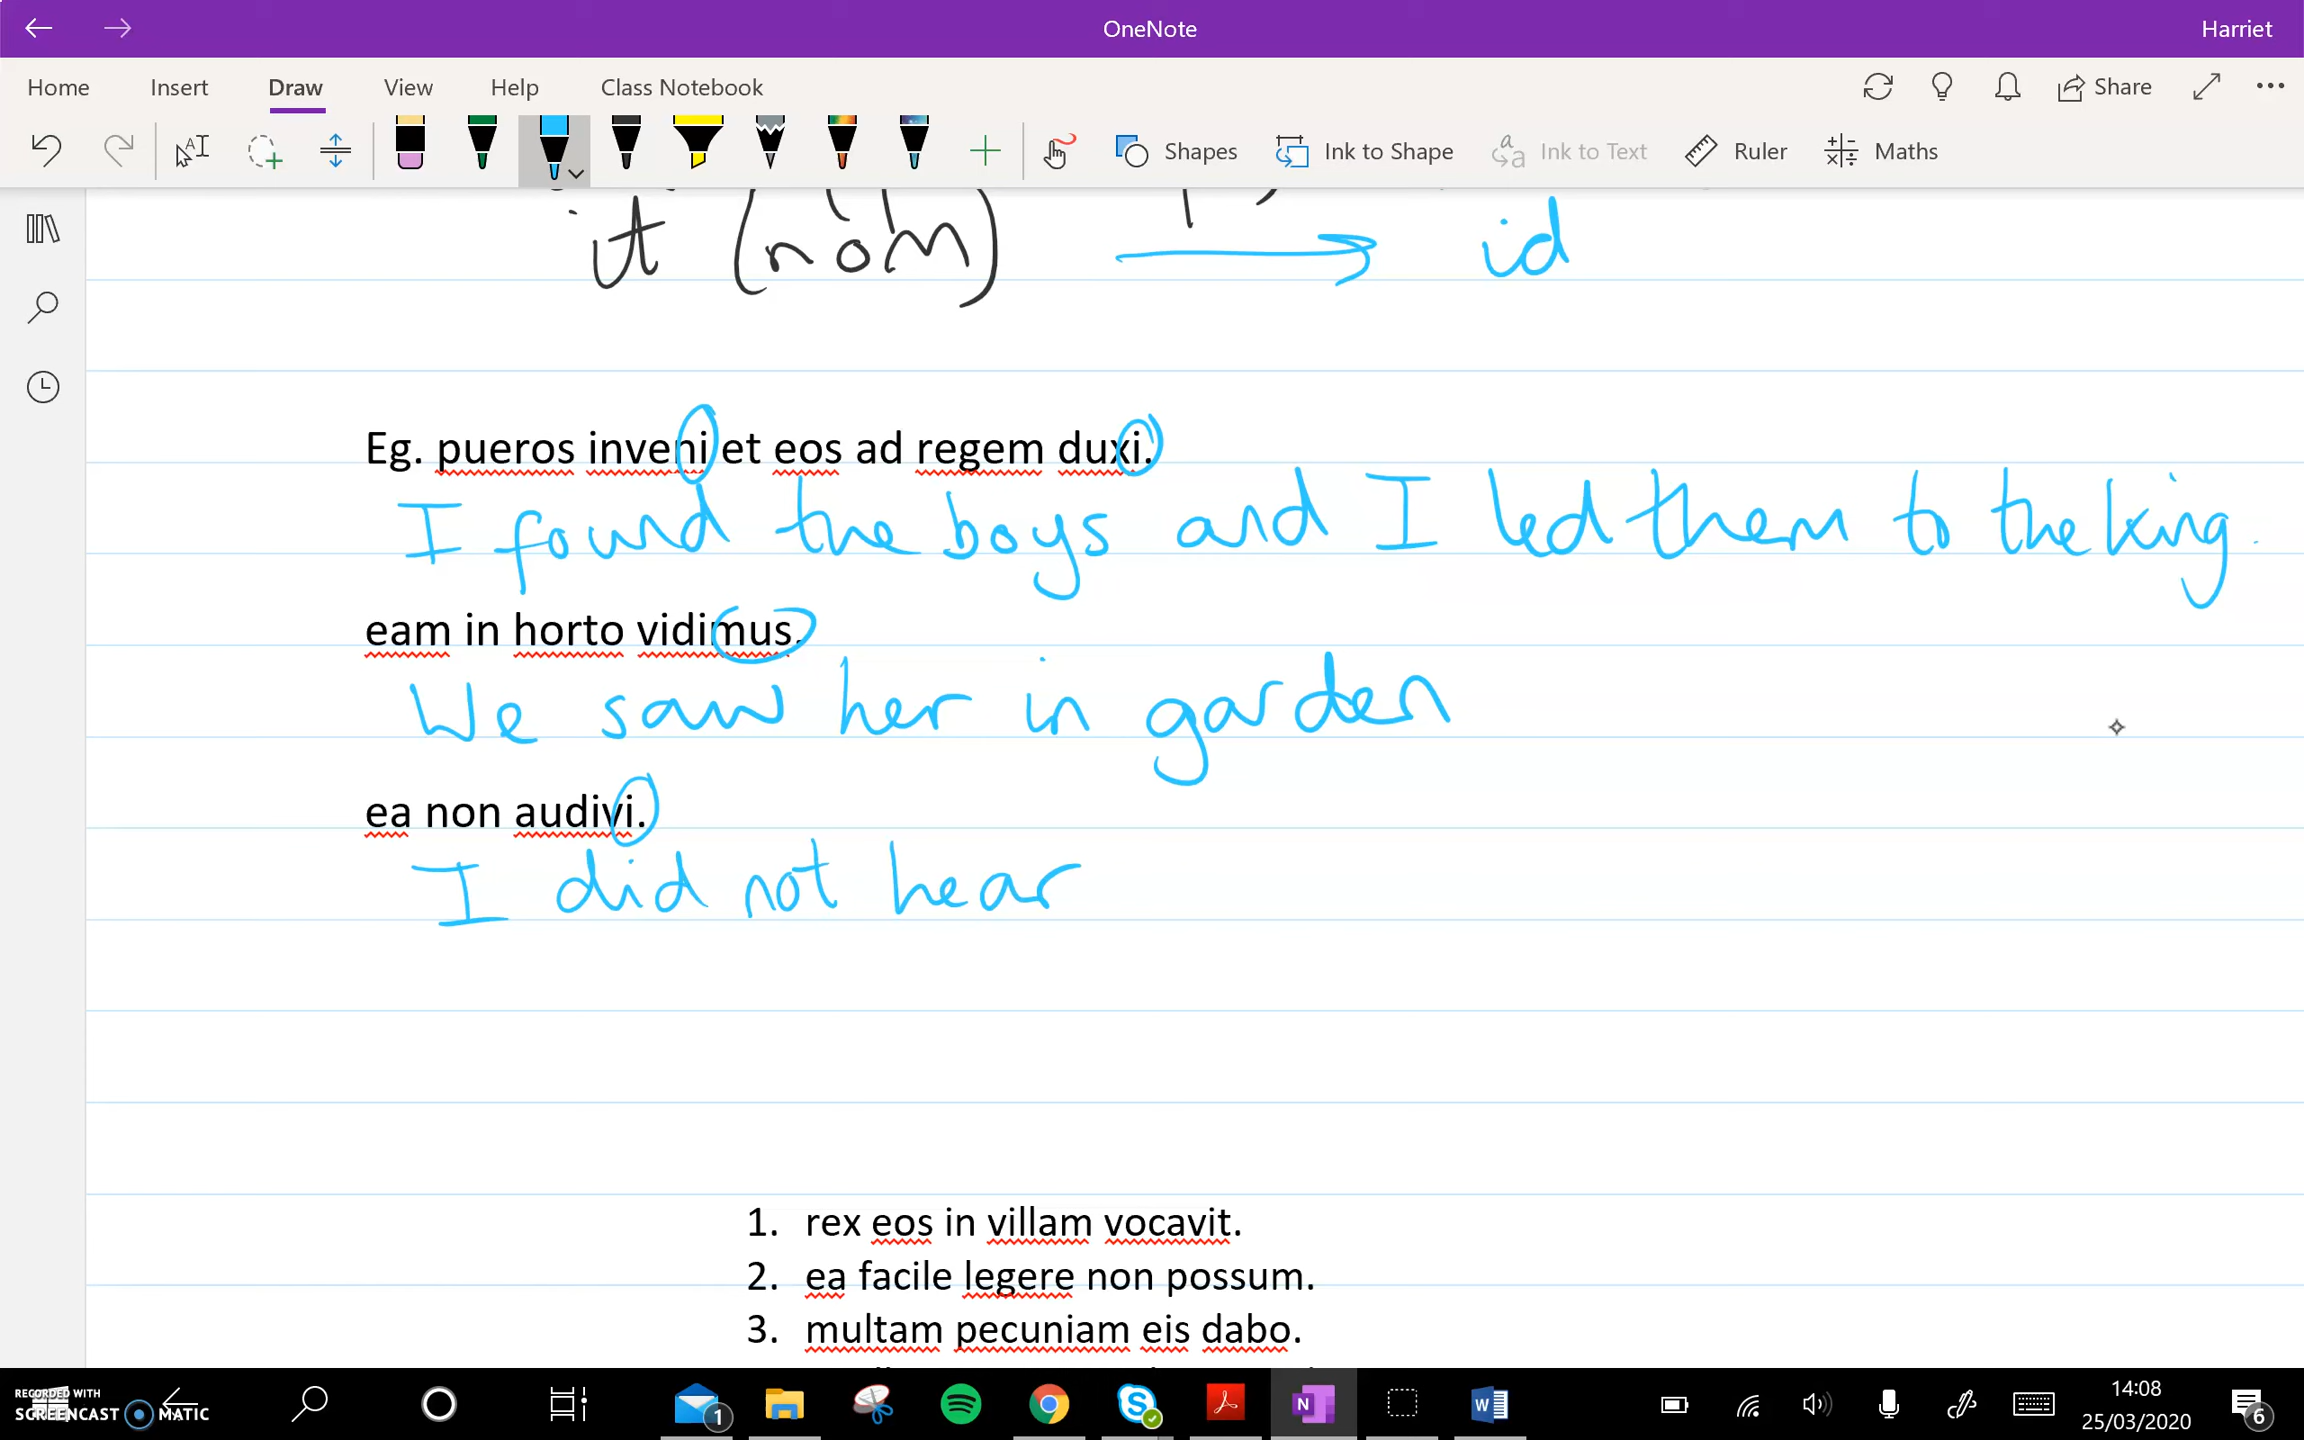 OneNote
Harriet
Home Insert Draw View Help Class Notebook Share
Shapes Ink to Shape Ink to Text Ruler Maths
it (nom) id
Eg. pueros inveni et eos ad regem duxi.
I found the boys and I led them to the king.
eam in horto vidimus.
We saw her in garden
ea non audivi.
I did not hear
1. rex eos in villam vocavit.
2. ea facile legere non possum.
3. multam pecuniam eis dabo.
RECORDED WITH
SCREENCAST MATIC
1
14:08
25/03/2020
6